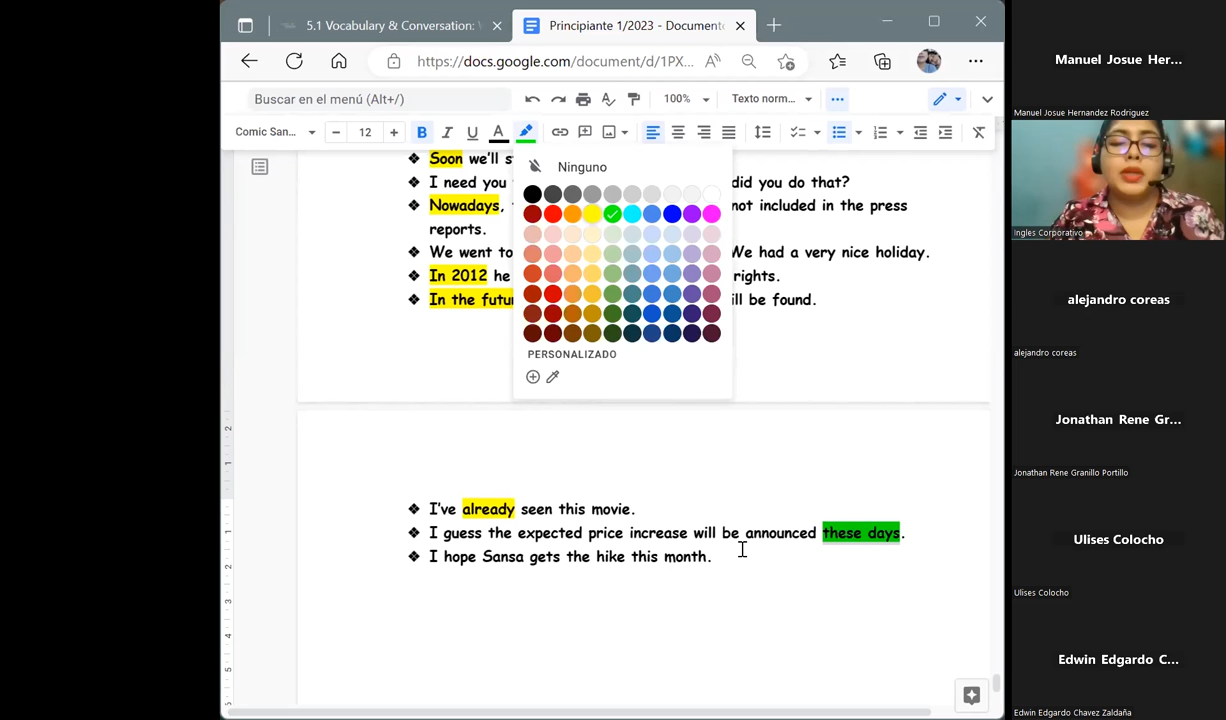 5.1 Vocabulary & Conversation:
Principiante 1/2023 - Document
https://docs.google.com/document/d/1PX...
Buscar en el menú (Alt+/)
100%
Texto norm...
Comic San...
12
Soon we'll s
Ninguno
I need you
did you do that?
Nowadays,
not included in the press
reports.
We went to
We had a very nice holiday.
In 2012 he
rights.
In the futu
ill be found.
PERSONALIZADO
I've already seen this movie.
I guess the expected price increase will be announced these days.
I hope Sansa gets the hike this month.
Manuel Josue Her...
Manuel Josue Hernandez Rodriguez
Ingles Corporativo
alejandro coreas
alejandro coreas
Jonathan Rene Gr...
Jonathan Rene Granillo Portillo
Ulises Colocho
Ulises Colocho
Edwin Edgardo C...
Edwin Edgardo Chavez Zaldaña